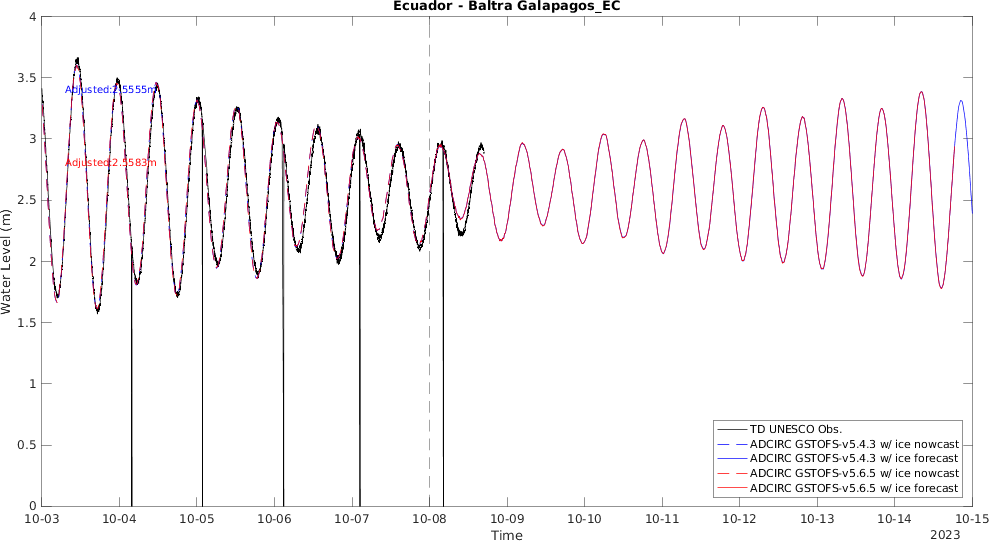 Ecuador - Baltra Galapagos_EC
Water Level (m)
4
3.5
3
2.5
2
1.5
1
0.5
0
Adjusted:2.5555m
Adjusted:2.5583m
TD UNESCO Obs.
ADCIRC GSTOFS-v5.4.3 w/ ice nowcast
ADCIRC GSTOFS-v5.4.3 w/ ice forecast
ADCIRC GSTOFS-v5.6.5 w/ ice nowcast
ADCIRC GSTOFS-v5.6.5 w/ ice forecast
10-03 10-04 10-05 10-06 10-07 10-08 10-09 10-10 10-11 10-12 10-13 10-14 10-15
Time
2023